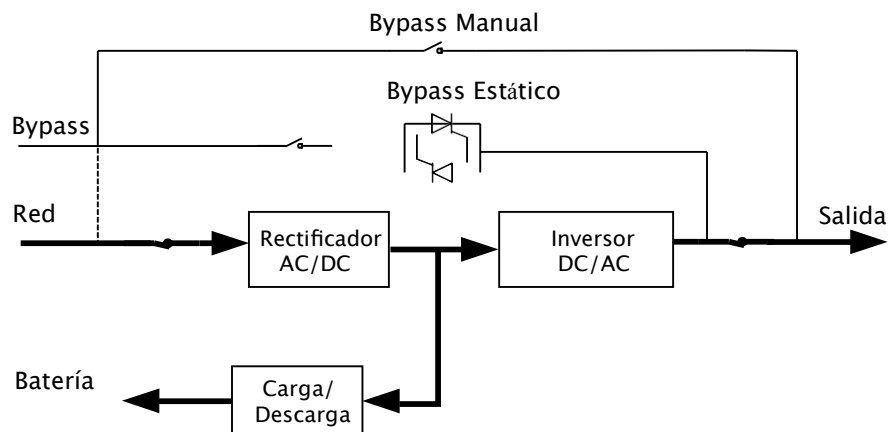 Bypass Manual
Bypass Estático
Bypass
Red
Salida
Rectificador
AC/DC
Inversor
DC/AC
Batería
Carga/
Descarga